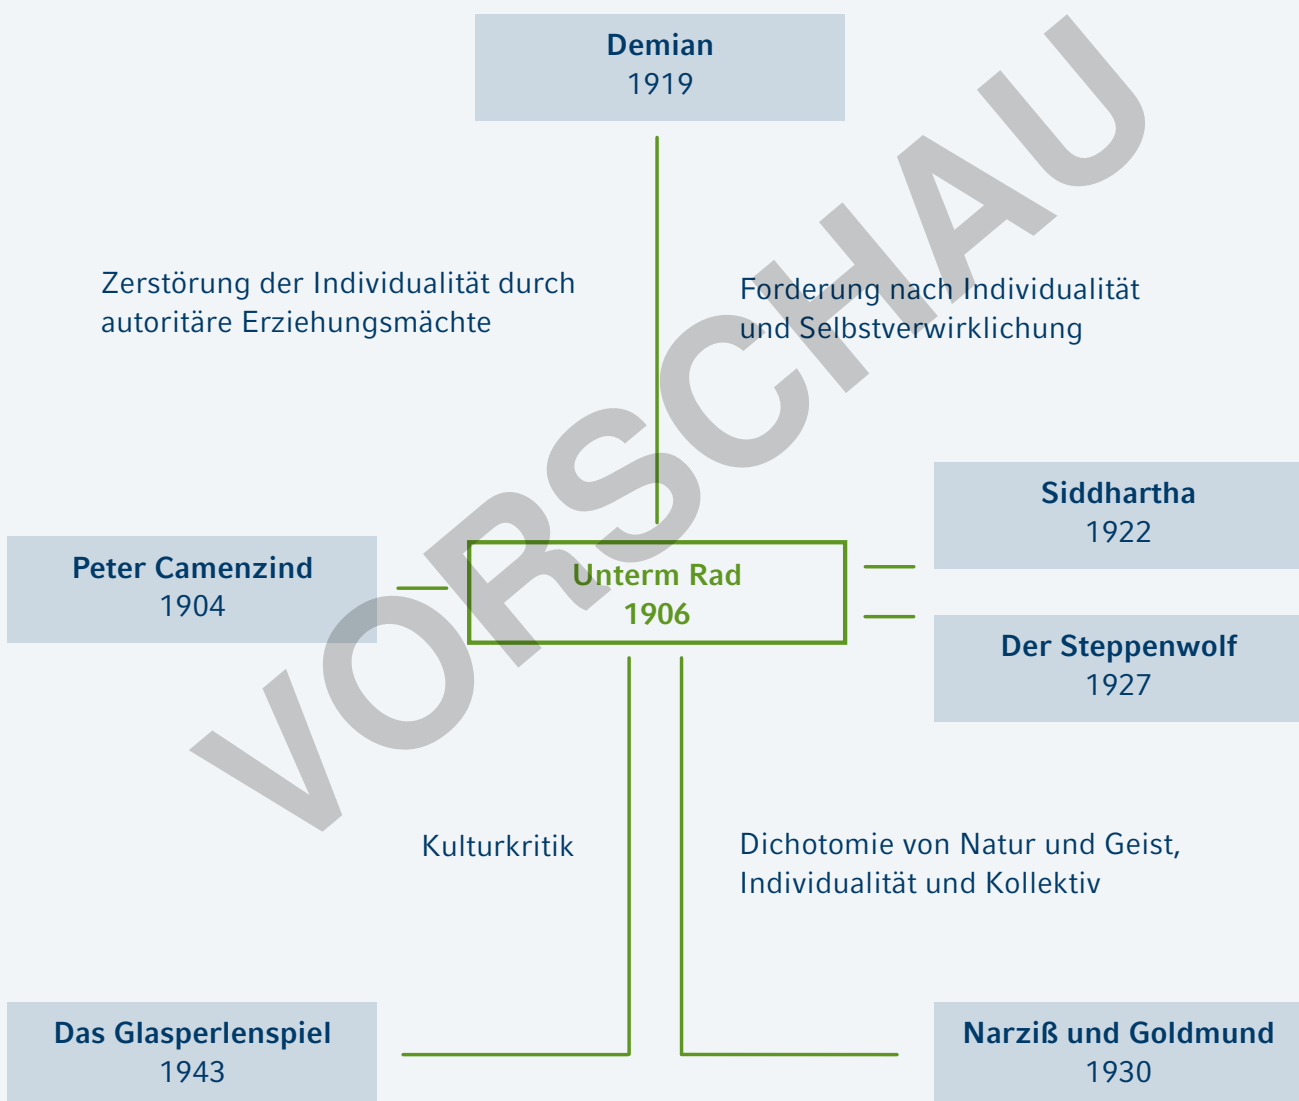 Demian
1919
Zerstörung der Individualität durch
autoritäre Erziehungsmächte
Forderung nach Individualität
und Selbstverwirklichung
Siddhartha
1922
Peter Camenzind
1904
Unterm Rad
1906
Der Steppenwolf
1927
Kulturkritik
Dichotomie von Natur und Geist,
Individualität und Kollektiv
Das Glasperlenspiel
1943
Narziß und Goldmund
1930
VORSCHAU